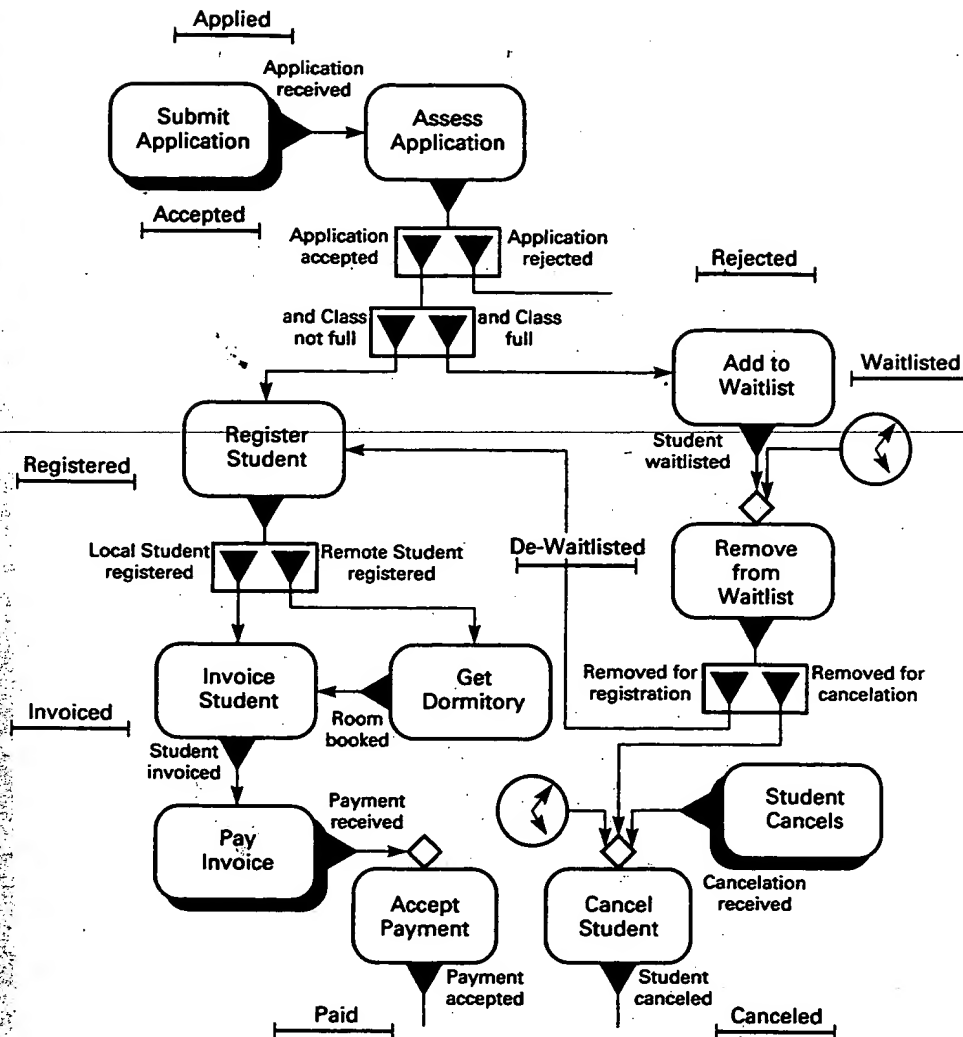 Applied
Application
received
Submit
Application
Assess
Application
Accepted
Application
accepted
Application
rejected
Rejected
and Class
not full
and Class
full
Add to
Waitlist
Waitlisted
Register
Student
Student
waitlisted
Registered
Local Student
registered
Remote Student
registered
De-Waitlisted
Remove
from
Waitlist
Invoice
Student
Get
Dormitory
Removed for
registration
Removed for
cancelation
Invoiced
Room
booked
Student
invoiced
Payment
received
Student
Cancels
Pay
Invoice
Cancelation
received
Accept
Payment
Cancel
Student
Payment
accepted
Student
canceled
Paid
Canceled